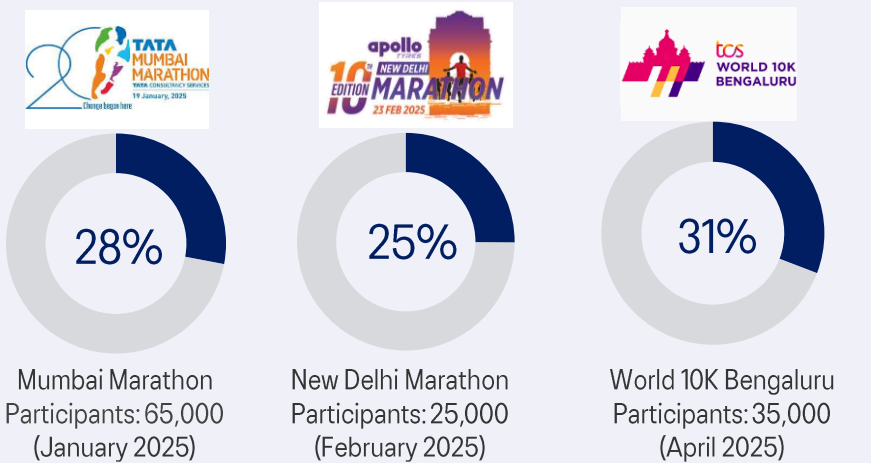 20
TATA
MUMBAI
MARATHON
TATA CONSULTANCY SERVICES
19 January, 2025
Change began here
apollo
TYRES
10TH
EDITION
NEW DELHI
MARATHON
23 FEB 2025
tcs
WORLD 10K
BENGALURU
28%
25%
31%
Mumbai Marathon
Participants: 65,000
(January 2025)
New Delhi Marathon
Participants: 25,000
(February 2025)
World 10K Bengaluru
Participants: 35,000
(April 2025)